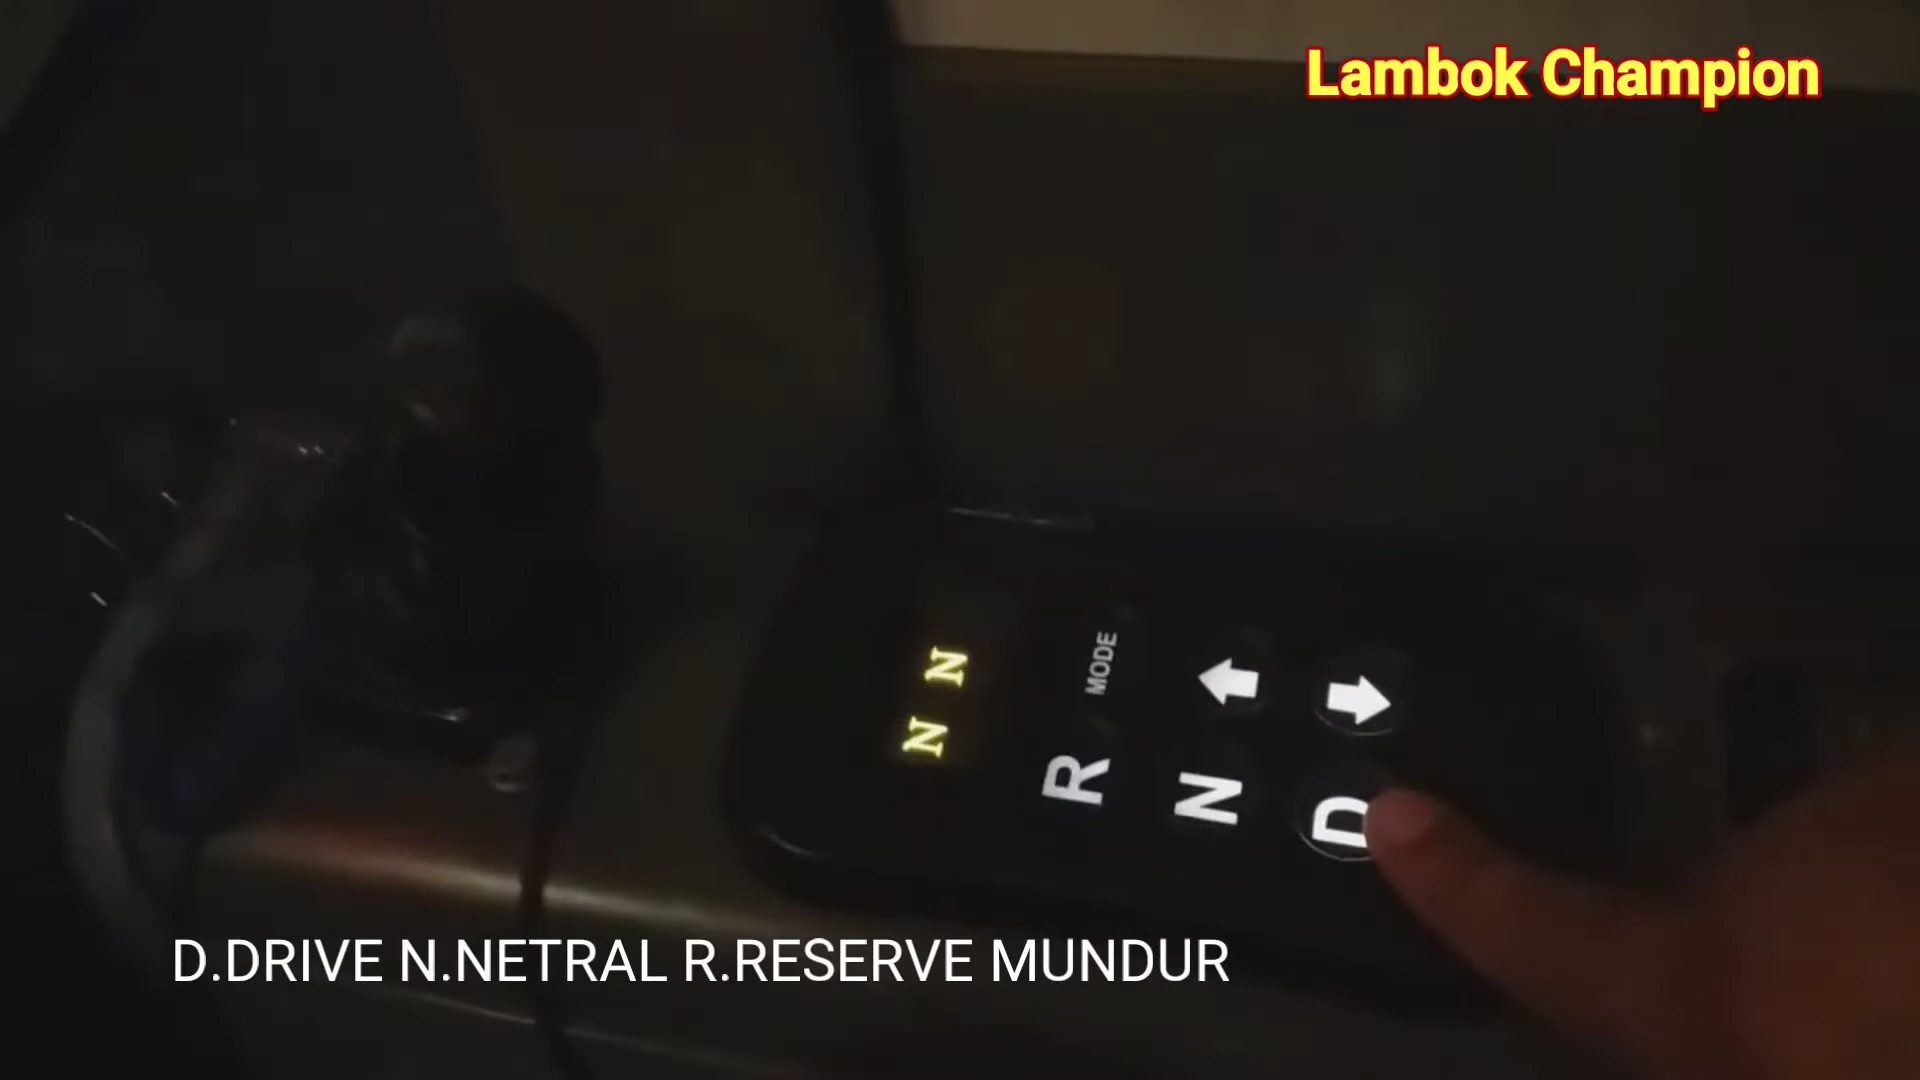 Lambok Champion
N N
MODE
R N D
D.DRIVE N.NETRAL R.RESERVE MUNDUR